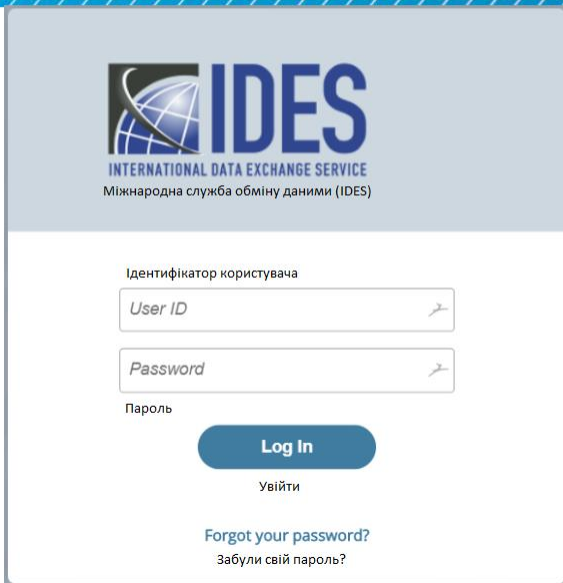 IDES
INTERNATIONAL DATA EXCHANGE SERVICE
Міжнародна служба обміну даними (IDES)
Ідентифікатор користувача
User ID
Password
Пароль
Log In
Увійти
Forgot your password?
Забули свій пароль?